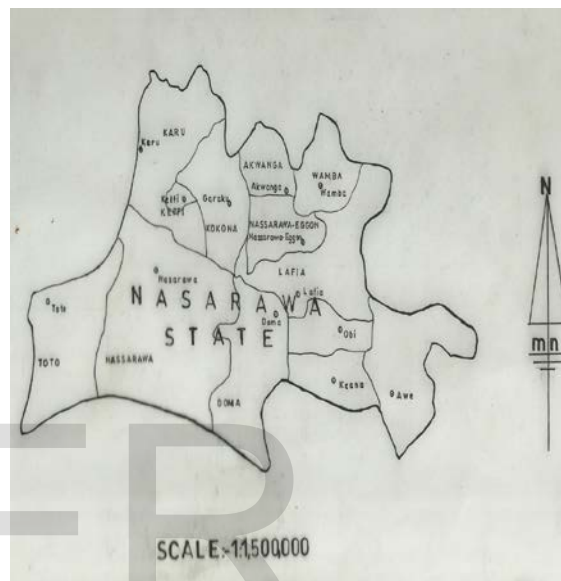 KARU
Karu
AKWANGA
Akwanga
WAMBA
Wamba
Keffi
KEFFI
Garaku
KOKONA
NASSARAWA-EGGON
Nassarawa-Eggon
LAFIA
Lafia
Nasarawa
NASARAWA
STATE
Doma
Obi
Toto
TOTO
NASSARAWA
DOMA
Keana
Awe
N
mn
ER
SCALE:-1:1,500,000